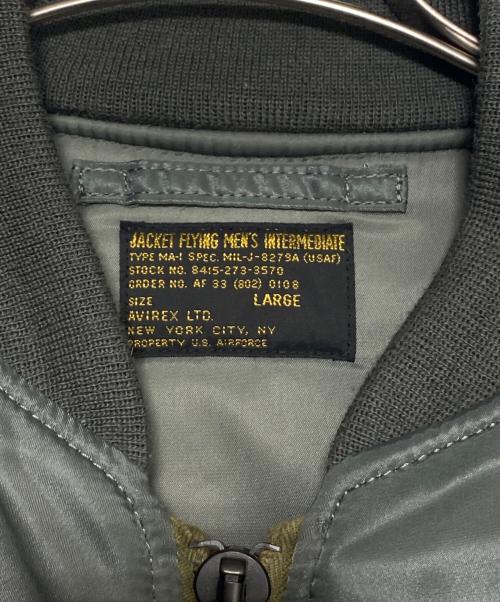 JACKET FLYING MEN'S INTERMEDIATE
TYPE MA-1 SPEC. MIL-J-8279A (USAF)
STOCK NO. 8415-273-3570
ORDER NO. AF 33 (802) 0108
SIZE LARGE
AVIREX LTD.
NEW YORK CITY, NY
PROPERTY U.S. AIRFORCE